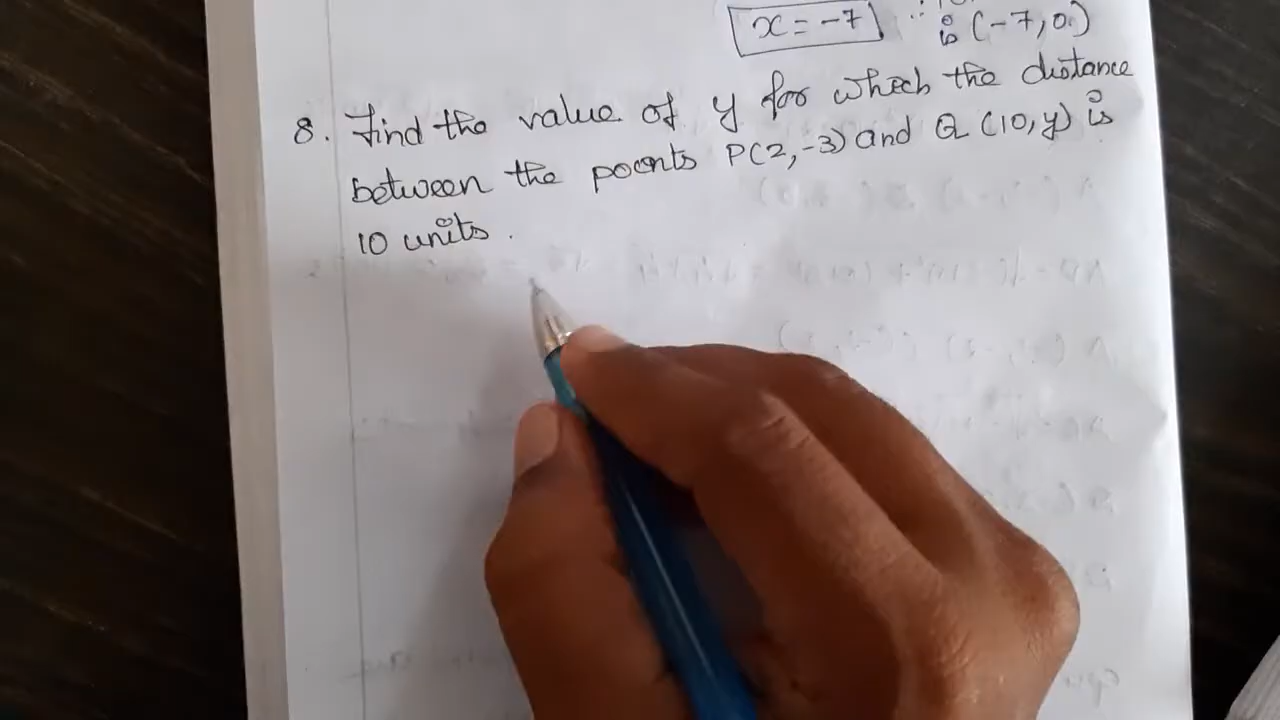 x = -7 ∴ is (-7, 0)
8. Find the value of y for which the distance
between the points P(2, -3) and Q (10, y) is
10 units.